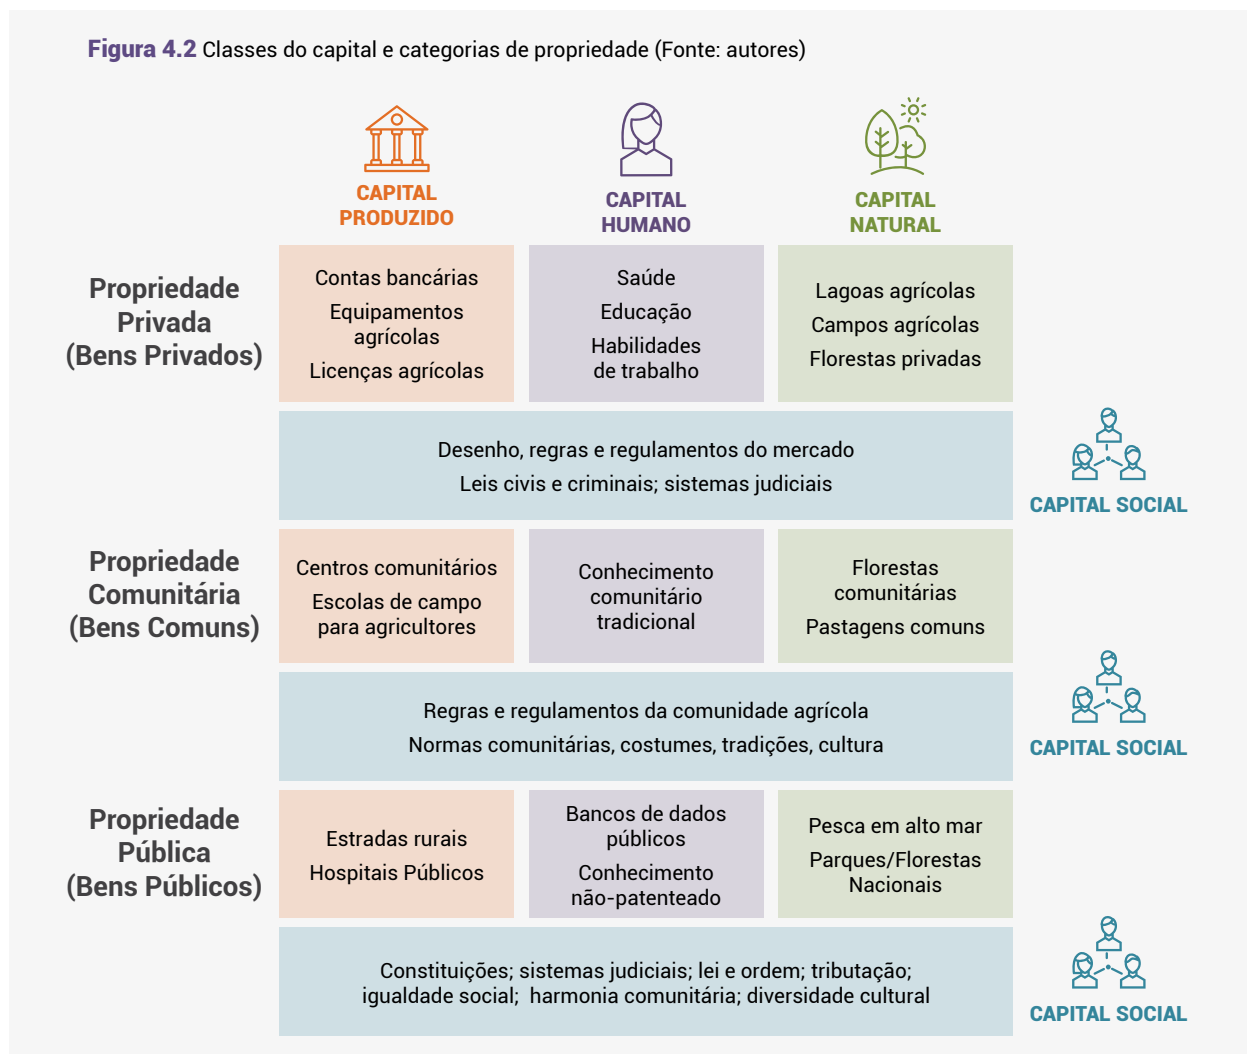 Figura 4.2 Classes do capital e categorias de propriedade (Fonte: autores)
CAPITAL
PRODUZIDO
CAPITAL
HUMANO
CAPITAL
NATURAL
Propriedade
Privada
(Bens Privados)
Contas bancárias
Equipamentos
agrícolas
Licenças agrícolas
Saúde
Educação
Habilidades
de trabalho
Lagoas agrícolas
Campos agrícolas
Florestas privadas
Desenho, regras e regulamentos do mercado
Leis civis e criminais; sistemas judiciais
CAPITAL SOCIAL
Propriedade
Comunitária
(Bens Comuns)
Centros comunitários
Escolas de campo
para agricultores
Conhecimento
comunitário
tradicional
Florestas
comunitárias
Pastagens comuns
Regras e regulamentos da comunidade agrícola
Normas comunitárias, costumes, tradições, cultura
CAPITAL SOCIAL
Propriedade
Pública
(Bens Públicos)
Estradas rurais
Hospitais Públicos
Bancos de dados
públicos
Conhecimento
não-patenteado
Pesca em alto mar
Parques/Florestas
Nacionais
Constituições; sistemas judiciais; lei e ordem; tributação;
igualdade social;  harmonia comunitária; diversidade cultural
CAPITAL SOCIAL